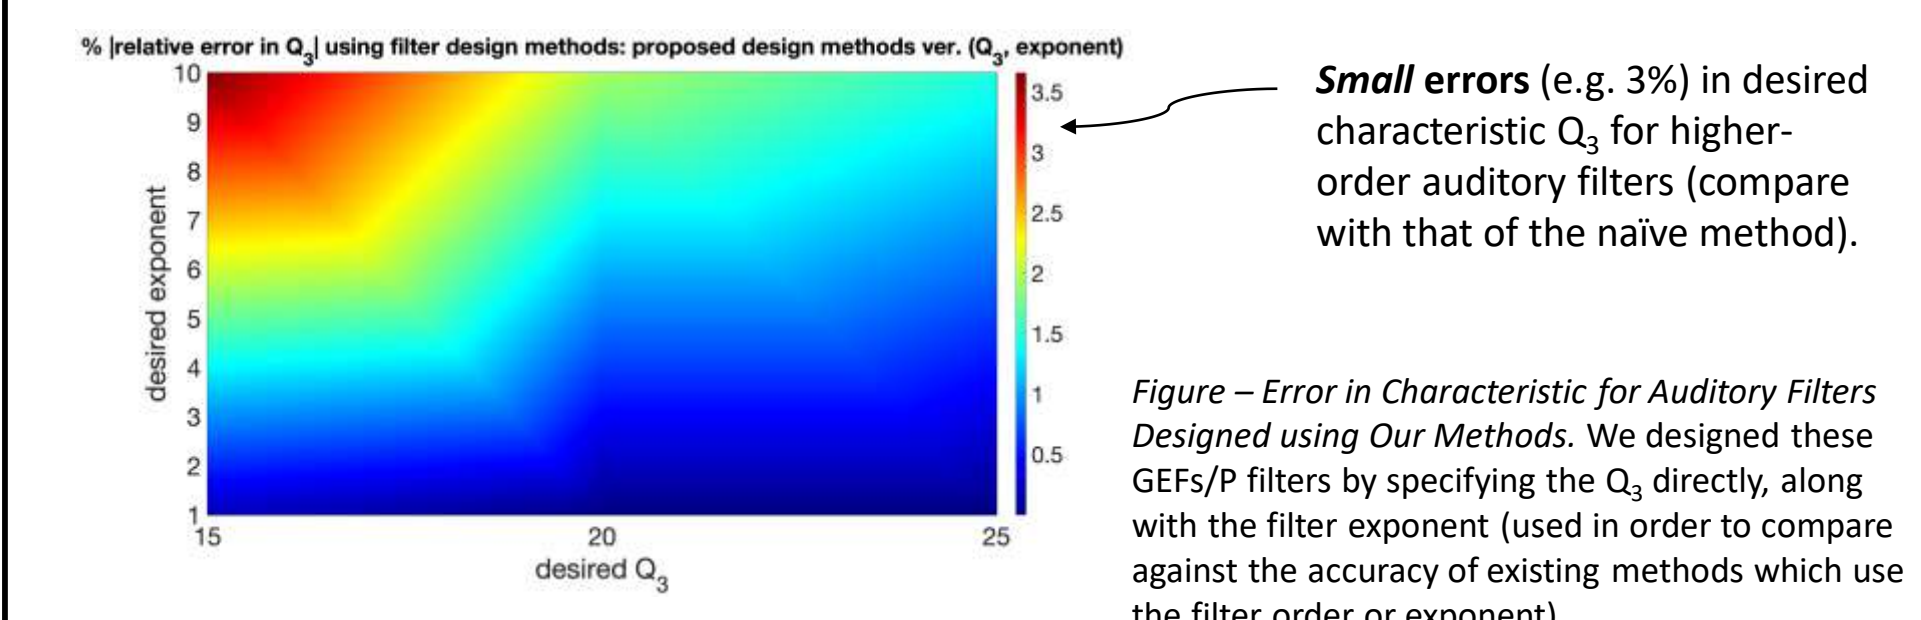 % |relative error in Q3| using filter design methods: proposed design methods ver. (Q3, exponent)
10
9
8
7
6
5
4
3
2
1
desired exponent
15
20
25
desired Q3
3.5
3
2.5
2
1.5
1
0.5
Small errors (e.g. 3%) in desired
characteristic Q3 for higher-
order auditory filters (compare
with that of the naïve method).
Figure – Error in Characteristic for Auditory Filters
Designed using Our Methods. We designed these
GEFs/P filters by specifying the Q3 directly, along
with the filter exponent (used in order to compare
against the accuracy of existing methods which use
the filter order or exponent)